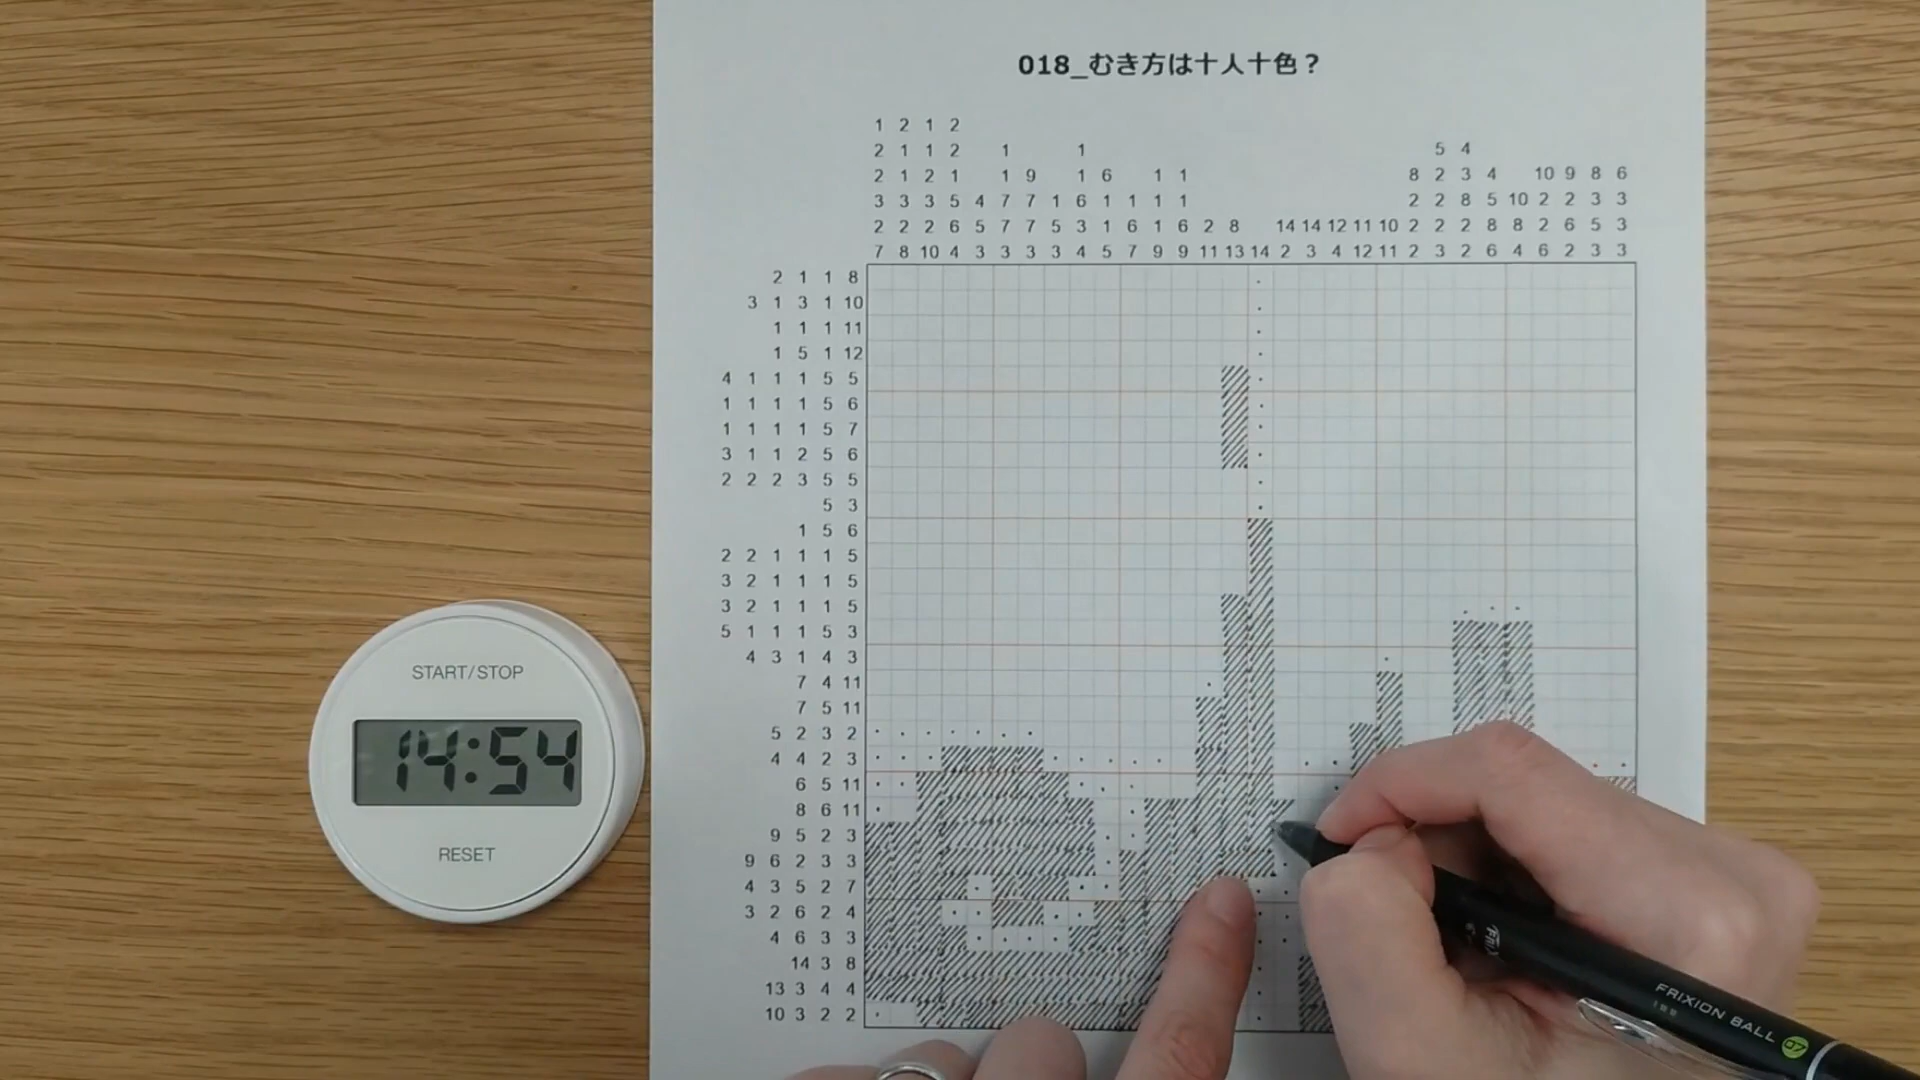 018_むき方は十人十色？
1 2 1 2
2 1 1 2 1 1 5 4
2 1 2 1 1 9 1 6 1 1 8 2 3 4 10 9 8 6
3 3 3 5 4 7 7 1 6 1 1 1 1 2 2 8 5 10 2 2 3 3
2 2 2 6 5 7 7 5 3 1 6 1 6 2 8 14 14 12 11 10 2 2 2 8 8 2 6 5 3
7 8 10 4 3 3 3 3 4 5 7 9 9 11 13 14 2 3 4 12 11 2 3 2 6 4 6 2 3 3
2 1 1 8
3 1 3 1 10
1 1 1 11
1 5 1 12
4 1 1 1 5 5
1 1 1 1 5 6
1 1 1 1 5 7
3 1 1 2 5 6
2 2 2 3 5 5
5 3
1 5 6
2 2 1 1 1 5
3 2 1 1 1 5
3 2 1 1 1 5
5 1 1 1 5 3
4 3 1 4 3
7 4 11
7 5 11
5 2 3 2
4 4 2 3
6 5 11
8 6 11
9 5 2 3
9 6 2 3 3
4 3 5 2 7
3 2 6 2 4
4 6 3 3
14 3 8
13 3 4 4
10 3 2 2
START/STOP
14:54
RESET
FRIXION BALL 07